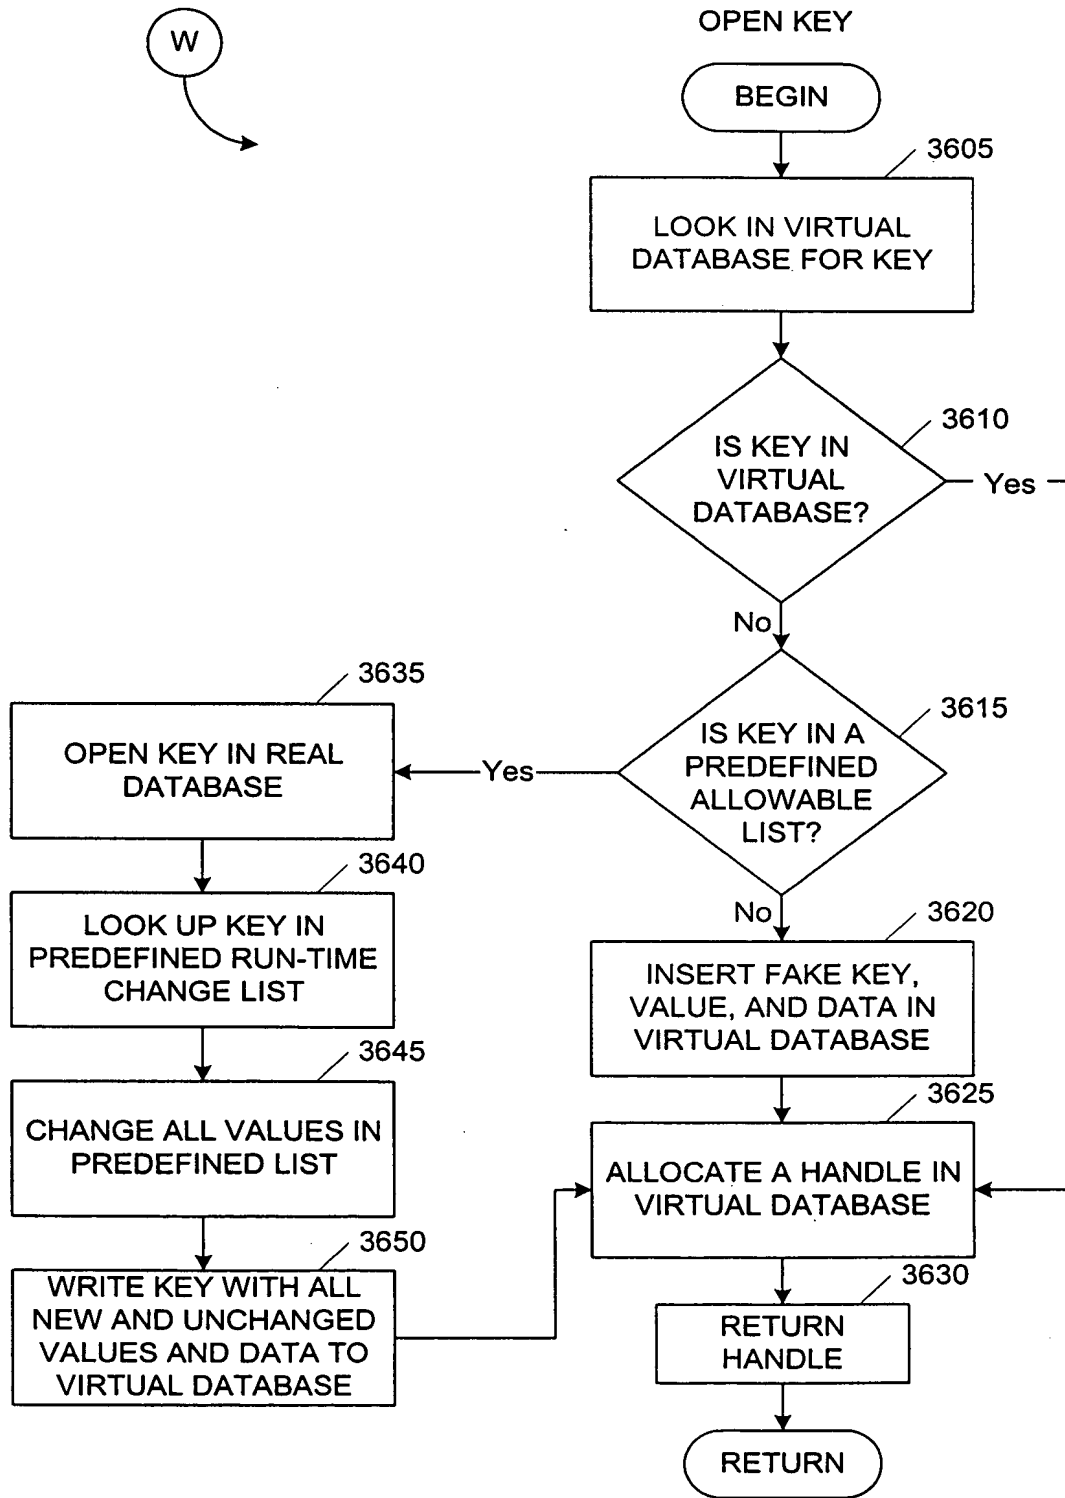 W
OPEN KEY
BEGIN
3605
LOOK IN VIRTUAL
DATABASE FOR KEY
3610
IS KEY IN
VIRTUAL
DATABASE?
Yes
No
3615
IS KEY IN A
PREDEFINED
ALLOWABLE
LIST?
Yes
No
3635
OPEN KEY IN REAL
DATABASE
3640
LOOK UP KEY IN
PREDEFINED RUN-TIME
CHANGE LIST
3645
CHANGE ALL VALUES IN
PREDEFINED LIST
3650
WRITE KEY WITH ALL
NEW AND UNCHANGED
VALUES AND DATA TO
VIRTUAL DATABASE
3620
INSERT FAKE KEY,
VALUE, AND DATA IN
VIRTUAL DATABASE
3625
ALLOCATE A HANDLE IN
VIRTUAL DATABASE
3630
RETURN
HANDLE
RETURN